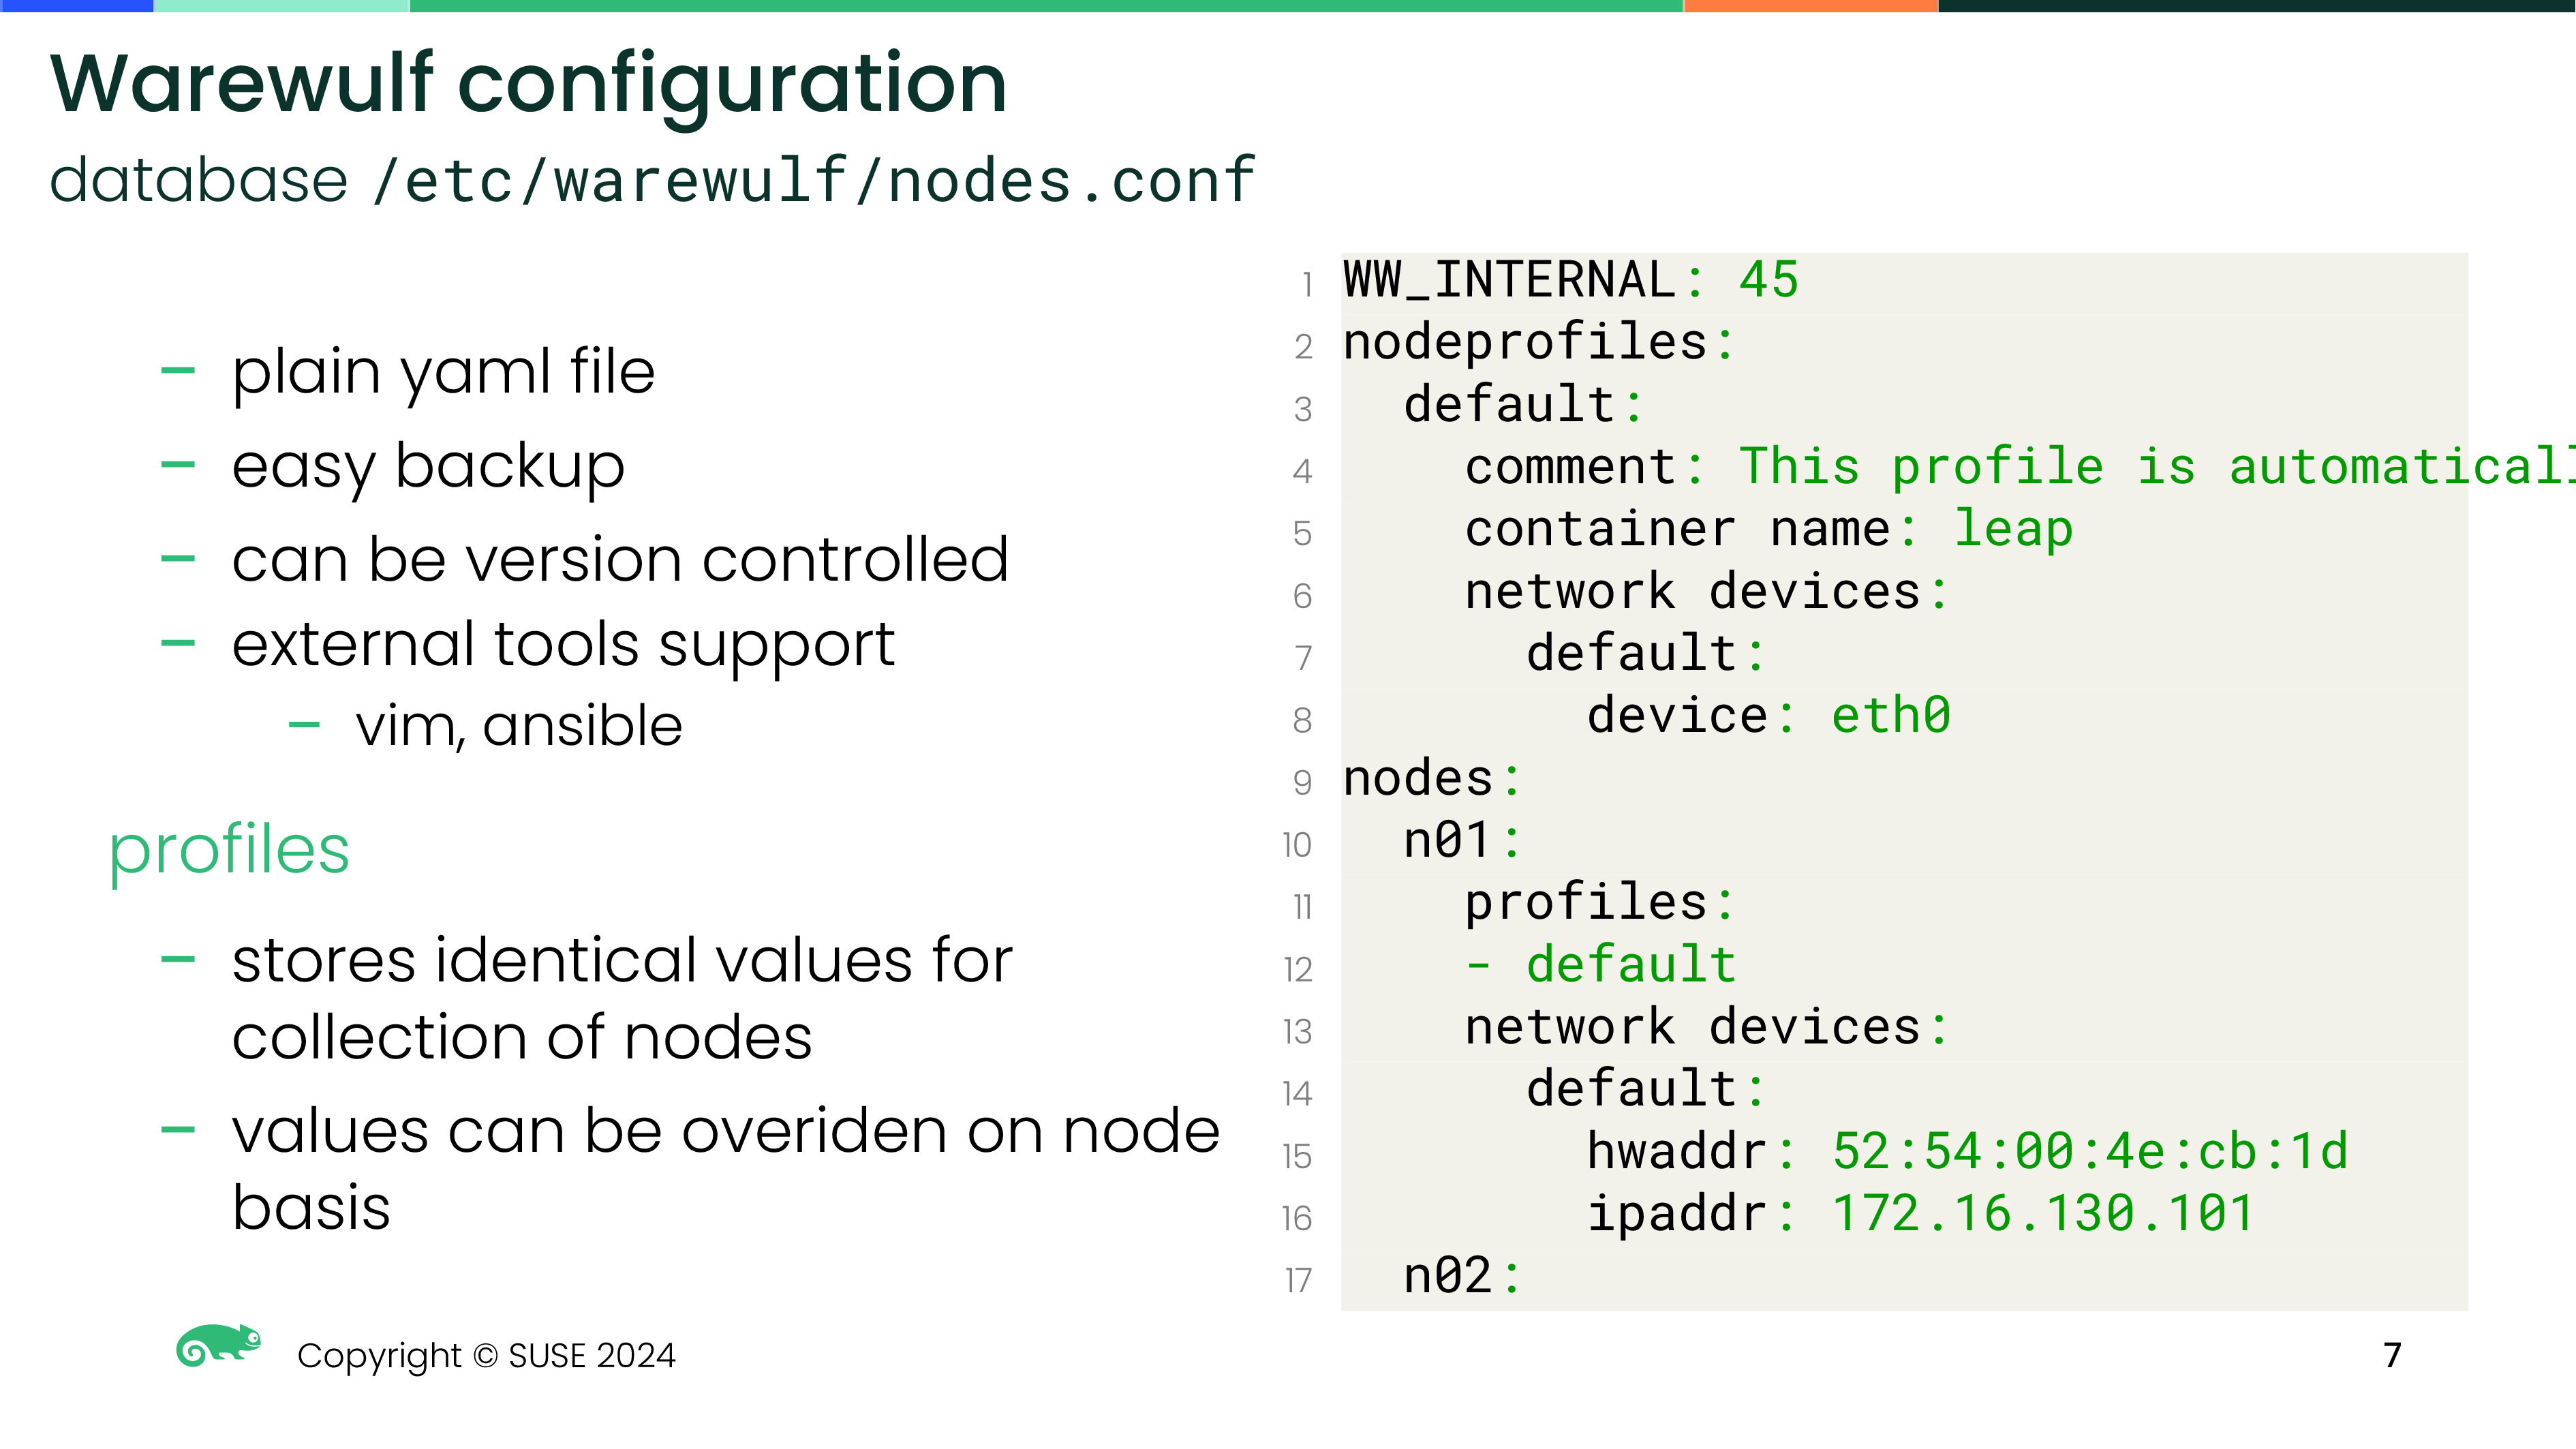 Warewulf configuration
database /etc/warewulf/nodes.conf
– plain yaml file
– easy backup
– can be version controlled
– external tools support
– vim, ansible
profiles
– stores identical values for
collection of nodes
– values can be overiden on node
basis
1 WW_INTERNAL: 45
2 nodeprofiles:
3   default:
4     comment: This profile is
5     container name: leap
6     network devices:
7       default:
8         device: eth0
9 nodes:
10   n01:
11     profiles:
12     - default
13     network devices:
14       default:
15         hwaddr: 52:54:00:4e:cb:1d
16         ipaddr: 172.16.130.101
17   n02:
Copyright © SUSE 2024
7